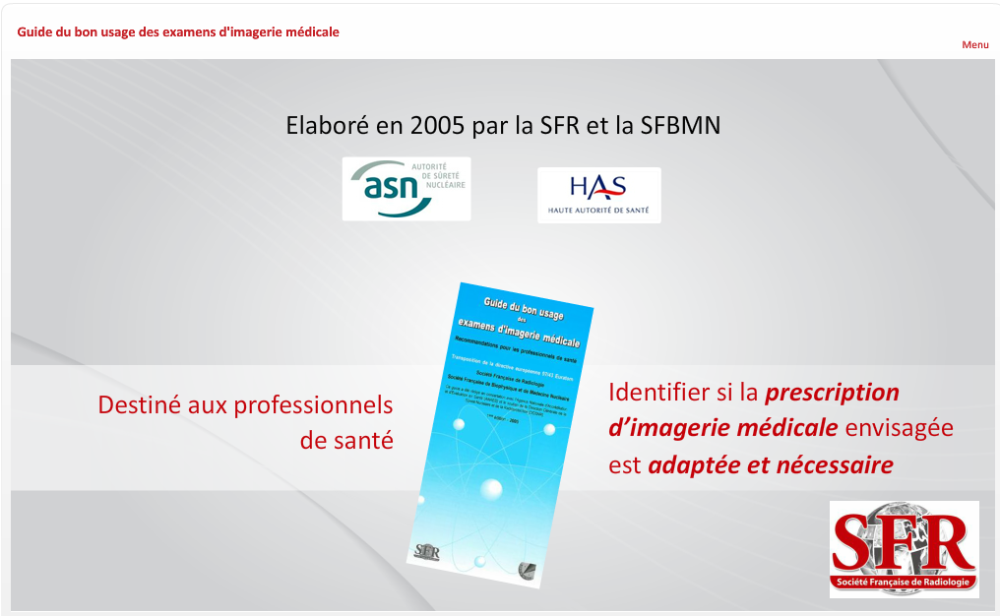 Guide du bon usage des examens d'imagerie médicale
Menu
Elaboré en 2005 par la SFR et la SFBMN
asn
AUTORITÉ
DE SÛRETÉ
NUCLÉAIRE
HAS
HAUTE AUTORITÉ DE SANTÉ
Guide du bon usage
des
examens d'imagerie médicale
Recommandations pour les professionnels de santé
Transposition de la directive européenne 97/43 Euratom
Société Française de Radiologie
Société Française de Biophysique et de Médecine Nucléaire
Destiné aux professionnels
de santé
Identifier si la prescription
d’imagerie médicale envisagée
est adaptée et nécessaire
SFR
SFR
Société Française de Radiologie